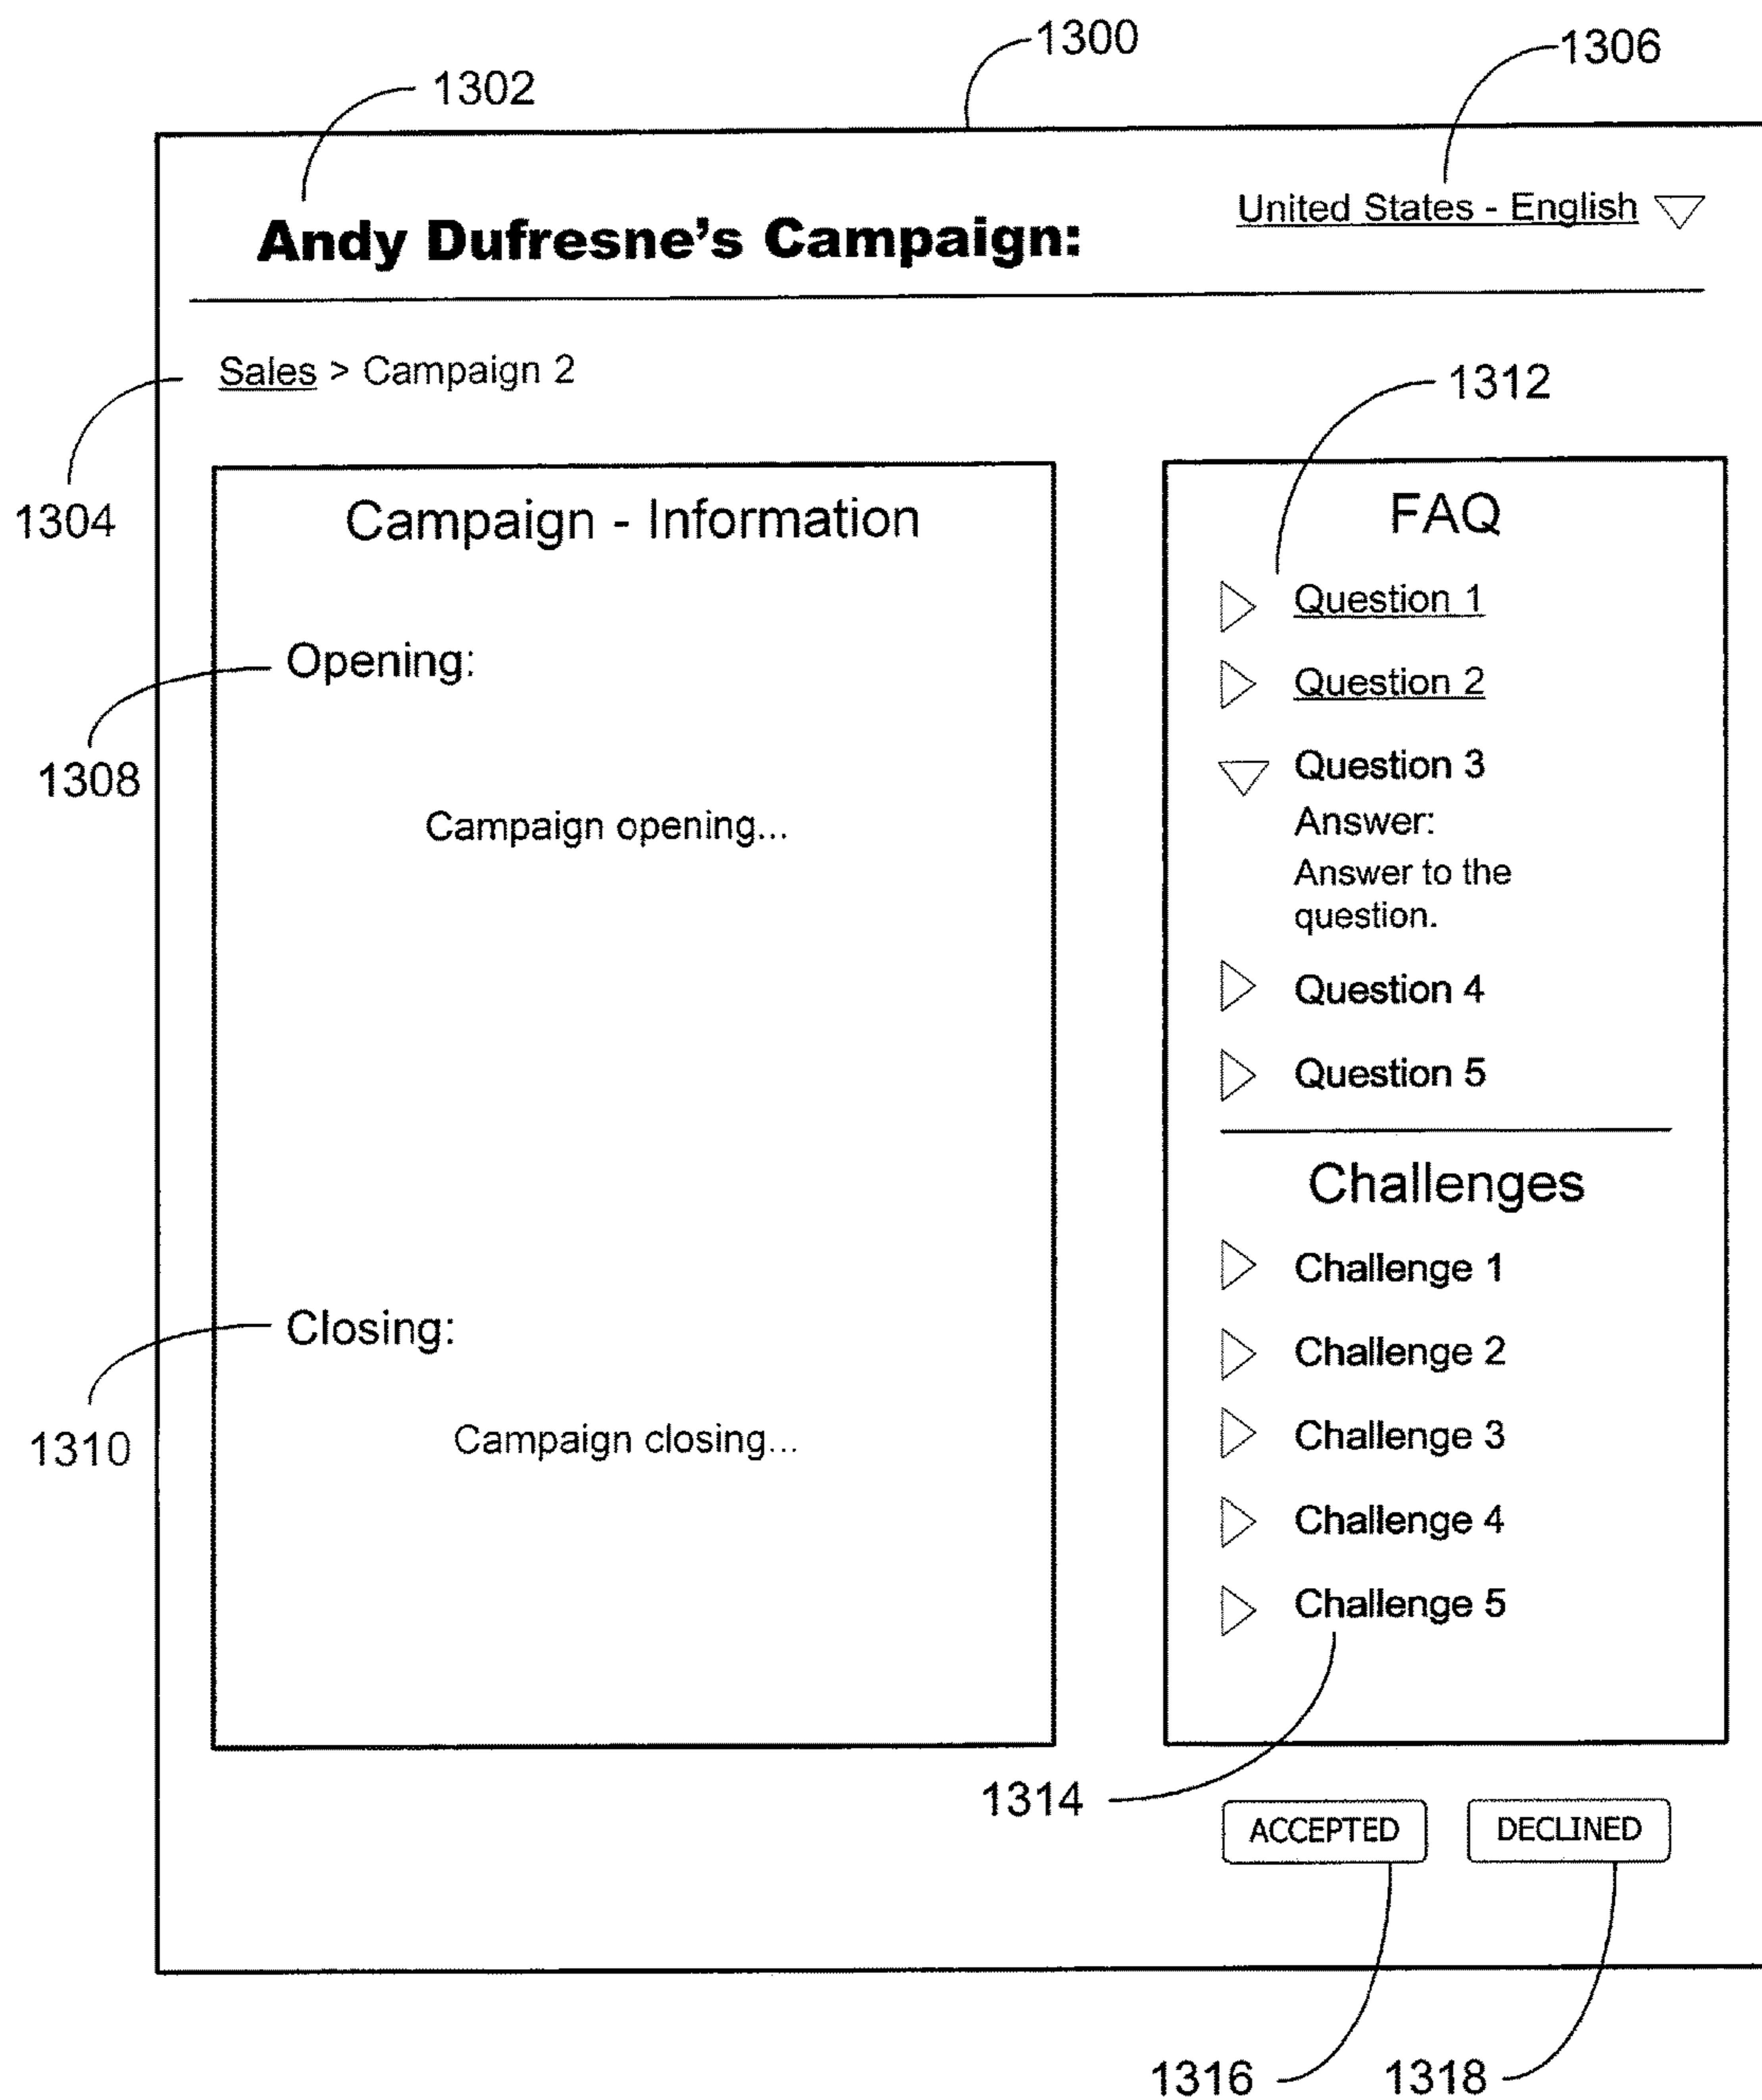 1300
1306
1302
United States - English
Andy Dufresne's Campaign:
Sales > Campaign 2
1312
1304
Campaign - Information
FAQ
Question 1
Opening:
Question 2
1308
Question 3
Campaign opening...
Answer:
Answer to the
question.
Question 4
Question 5
Challenges
Challenge 1
Closing:
Challenge 2
1310
Campaign closing...
Challenge 3
Challenge 4
Challenge 5
1314
ACCEPTED
DECLINED
1316
1318